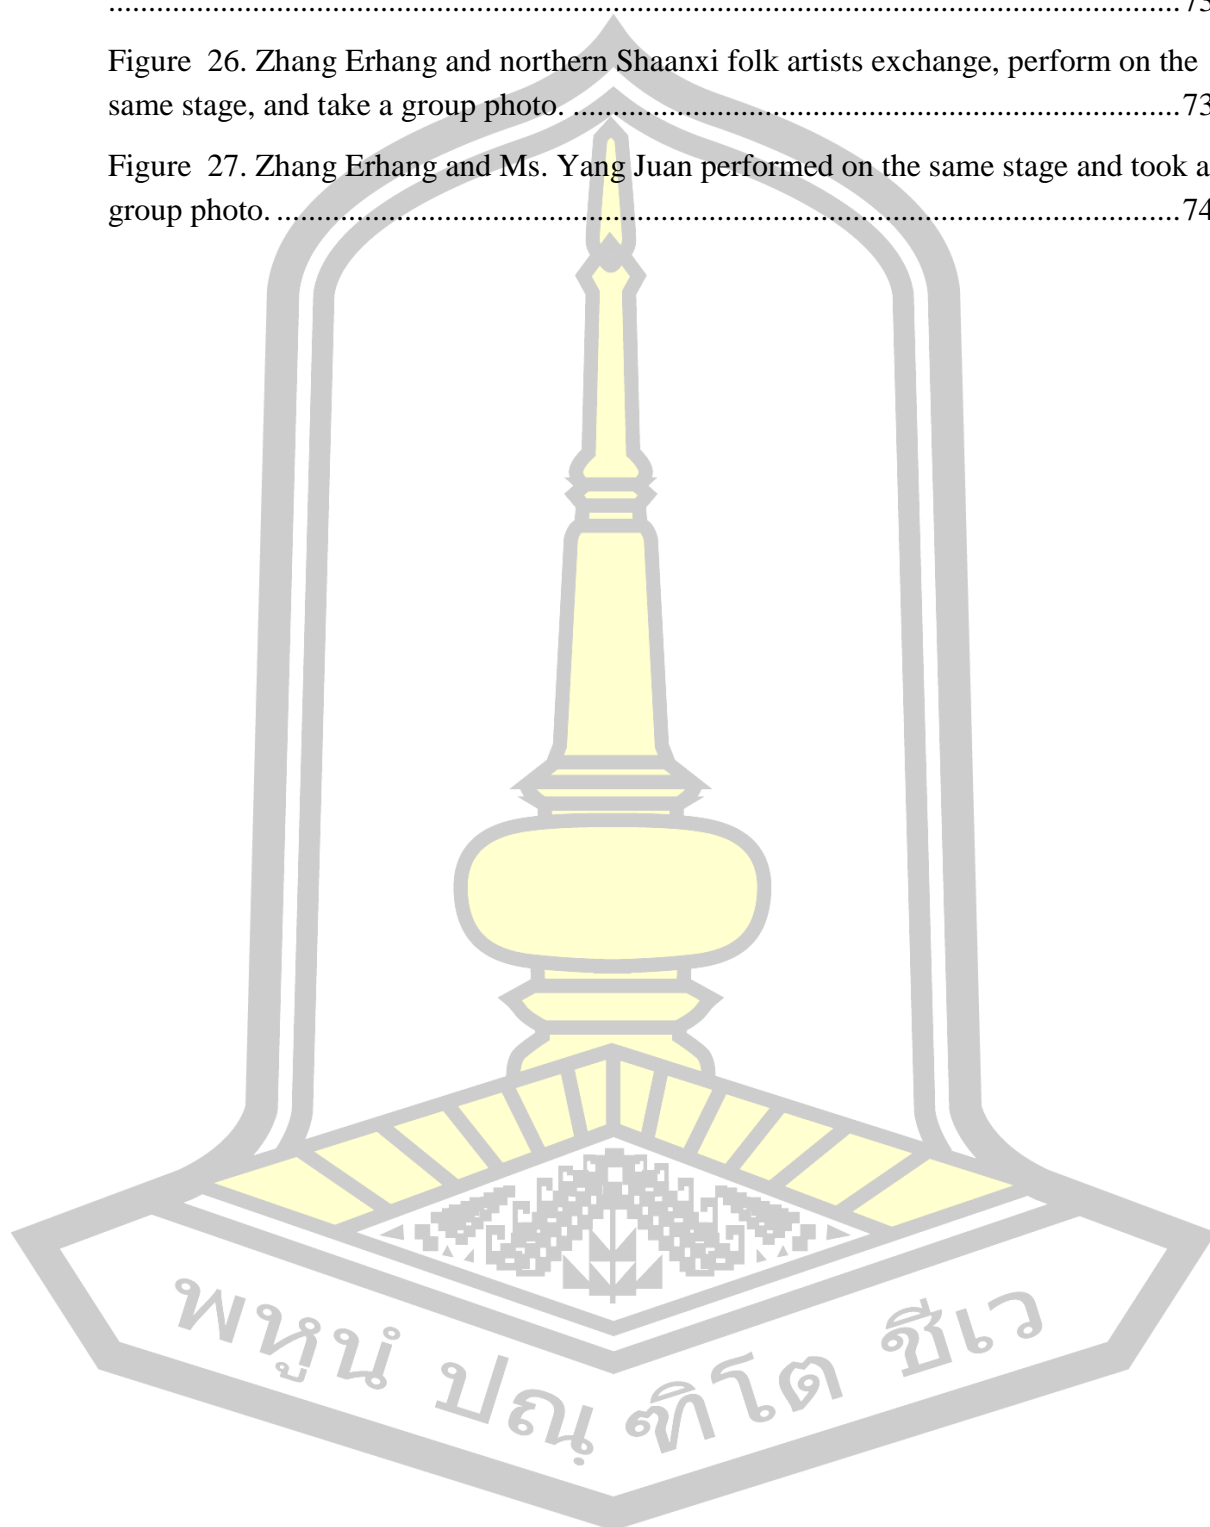 ........................................................................................................................................73
Figure  26. Zhang Erhang and northern Shaanxi folk artists exchange, perform on the
same stage, and take a group photo. .............................................................................73
Figure  27. Zhang Erhang and Ms. Yang Juan performed on the same stage and took a
group photo. ...................................................................................................................74
พหูนํ ปณฺฑิโต ชีเว